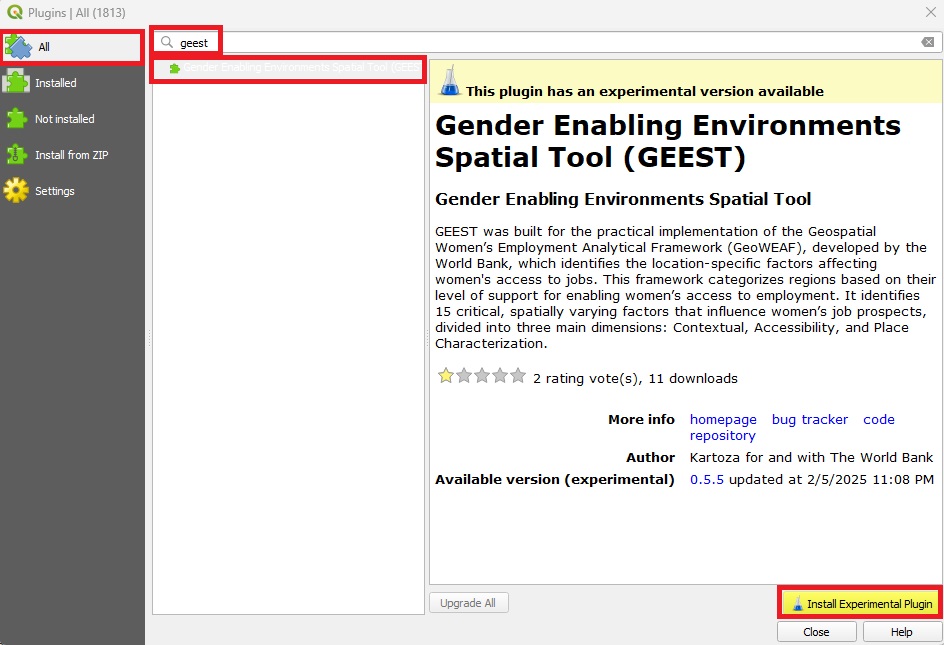 Plugins | All (1813)
All
Installed
Not installed
Install from ZIP
Settings
geest
Gender Enabling Environments Spatial Tool (GEES
This plugin has an experimental version available
Gender Enabling Environments
Spatial Tool (GEEST)
Gender Enabling Environments Spatial Tool
GEEST was built for the practical implementation of the Geospatial
Women’s Employment Analytical Framework (GeoWEAF), developed by the
World Bank, which identifies the location-specific factors affecting
women's access to jobs. This framework categorizes regions based on their
level of support for enabling women’s access to employment. It identifies
15 critical, spatially varying factors that influence women’s job prospects,
divided into three main dimensions: Contextual, Accessibility, and Place
Characterization.
2 rating vote(s), 11 downloads
More info homepage bug tracker code
repository
Author Kartoza for and with The World Bank
Available version (experimental) 0.5.5 updated at 2/5/2025 11:08 PM
Upgrade All
Install Experimental Plugin
Close
Help